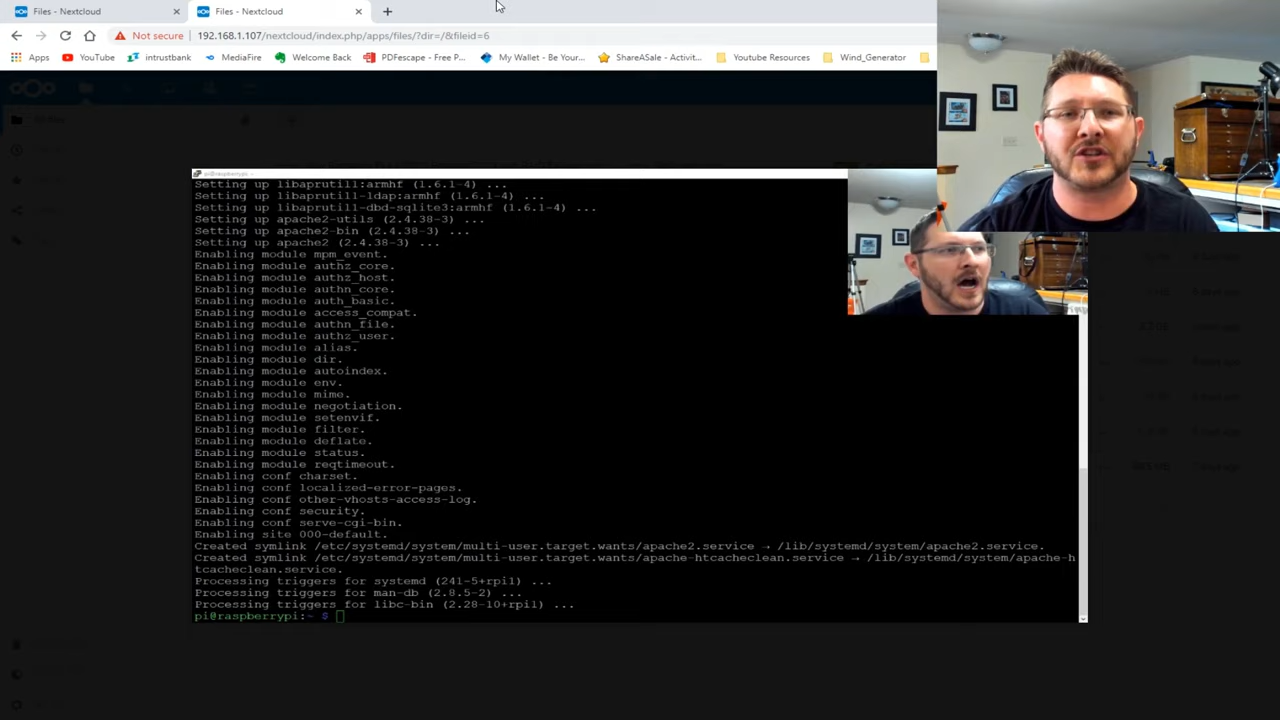 Files - Nextcloud
Files - Nextcloud
Not secure
192.168.1.107/nextcloud/index.php/apps/files/?dir=/&fileid=6
Apps YouTube intrustbank MediaFire Welcome Back PDFescape - Free P... My Wallet - Be Your... ShareASale - Activit... Youtube Resources Wind_Generator
pi@raspberrypi: ~
Setting up libaprutil1:armhf (1.6.1-4) ...
Setting up libaprutil1-ldap:armhf (1.6.1-4) ...
Setting up libaprutil1-dbd-sqlite3:armhf (1.6.1-4) ...
Setting up apache2-utils (2.4.38-3) ...
Setting up apache2-bin (2.4.38-3) ...
Setting up apache2 (2.4.38-3) ...
Enabling module mpm_event.
Enabling module authz_core.
Enabling module authz_host.
Enabling module authn_core.
Enabling module auth_basic.
Enabling module access_compat.
Enabling module authn_file.
Enabling module authz_user.
Enabling module alias.
Enabling module dir.
Enabling module autoindex.
Enabling module env.
Enabling module mime.
Enabling module negotiation.
Enabling module setenvif.
Enabling module filter.
Enabling module deflate.
Enabling module status.
Enabling module reqtimeout.
Enabling conf charset.
Enabling conf localized-error-pages.
Enabling conf other-vhosts-access-log.
Enabling conf security.
Enabling conf serve-cgi-bin.
Enabling site 000-default.
Created symlink /etc/systemd/system/multi-user.target.wants/apache2.service → /lib/systemd/system/apache2.service.
Created symlink /etc/systemd/system/multi-user.target.wants/apache-htcacheclean.service → /lib/systemd/system/apache-h
tcacheclean.service.
Processing triggers for systemd (241-5+rpi1) ...
Processing triggers for man-db (2.8.5-2) ...
Processing triggers for libc-bin (2.28-10+rpi1) ...
pi@raspberrypi:~ $